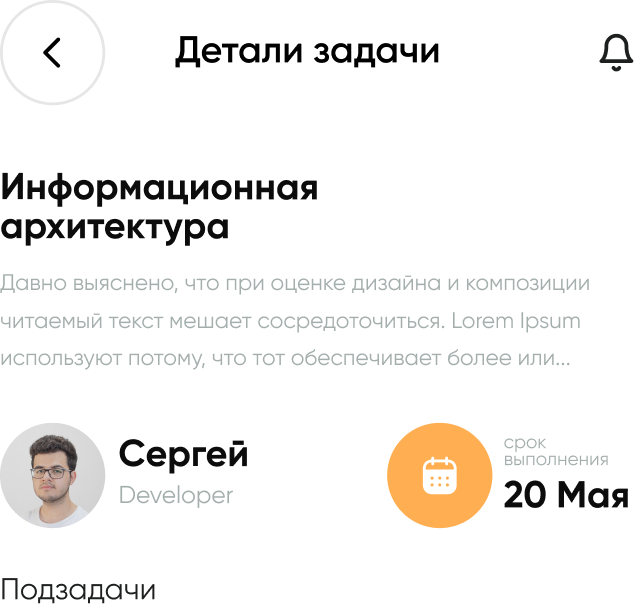 Детали задачи
Информационная
архитектура
Давно выяснено, что при оценке дизайна и композиции
читаемый текст мешает сосредоточиться. Lorem Ipsum
используют потому, что тот обеспечивает более или...
Сергей
Developer
срок
выполнения
20 Мая
Подзадачи